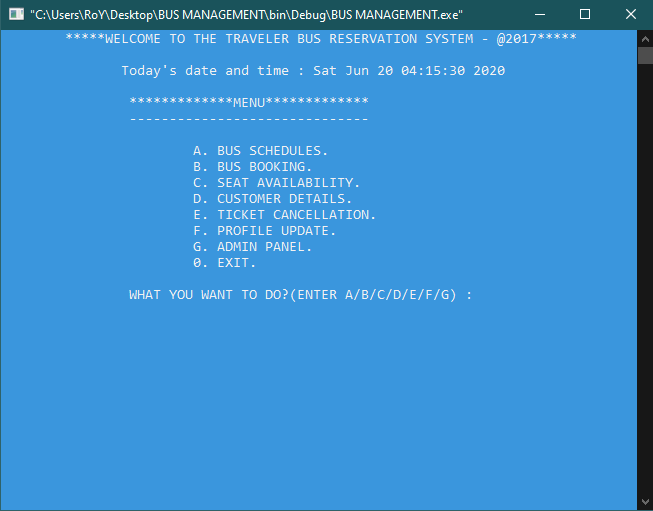 "C:\Users\RoY\Desktop\BUS MANAGEMENT\bin\Debug\BUS MANAGEMENT.exe"
*****WELCOME TO THE TRAVELER BUS RESERVATION SYSTEM - @2017*****
Today's date and time : Sat Jun 20 04:15:30 2020
*************MENU*************
------------------------------
A. BUS SCHEDULES.
B. BUS BOOKING.
C. SEAT AVAILABILITY.
D. CUSTOMER DETAILS.
E. TICKET CANCELLATION.
F. PROFILE UPDATE.
G. ADMIN PANEL.
0. EXIT.
WHAT YOU WANT TO DO?(ENTER A/B/C/D/E/F/G) :